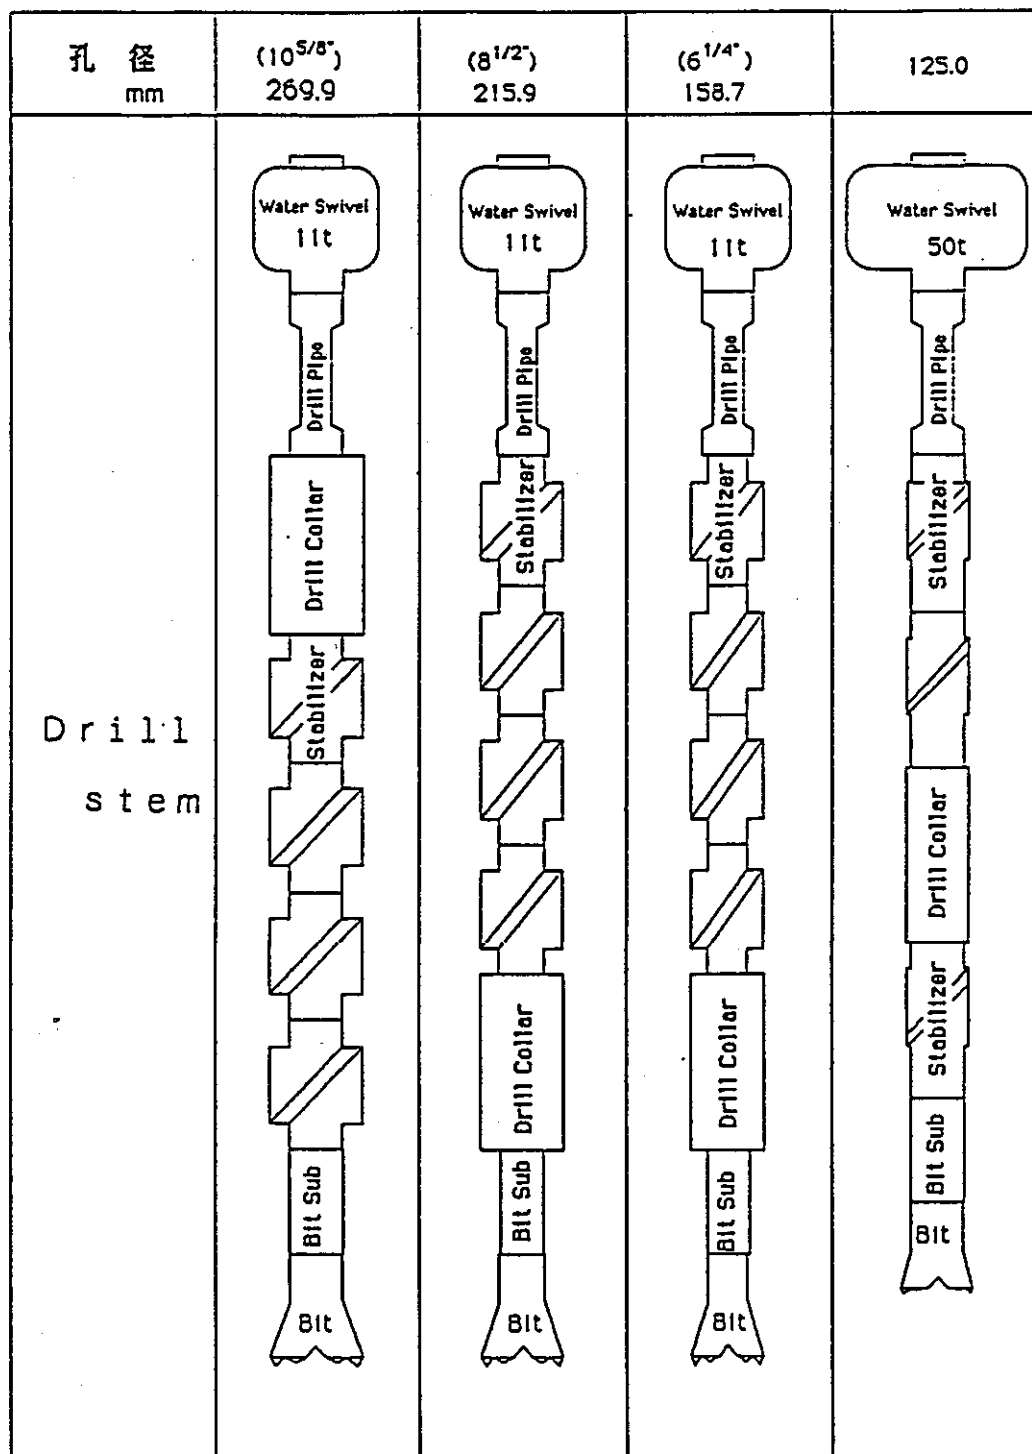 孔 径
mm
(10 5/8")
269.9
(8 1/2")
215.9
(6 1/4")
158.7
125.0
Drill
stem
Water Swivel
11t
Drill Pipe
Drill Collar
Stabilizer
Bit Sub
Bit
Water Swivel
11t
Drill Pipe
Stabilizer
Drill Collar
Bit Sub
Bit
Water Swivel
11t
Drill Pipe
Stabilizer
Drill Collar
Bit Sub
Bit
Water Swivel
50t
Drill Pipe
Stabilizer
Drill Collar
Stabilizer
Bit Sub
Bit